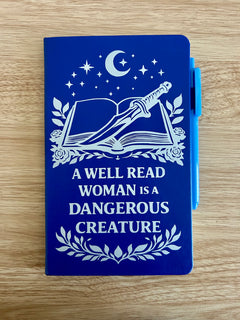 A WELL READ
WOMAN IS A
DANGEROUS
CREATURE